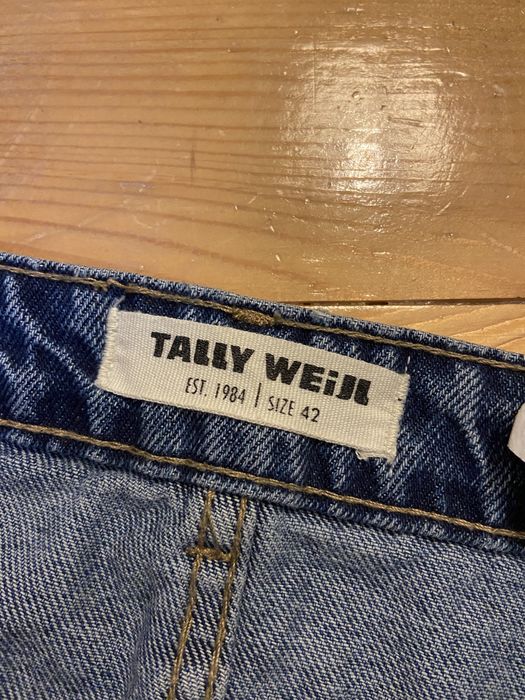 TALLY WEiJL
EST. 1984 | SIZE 42